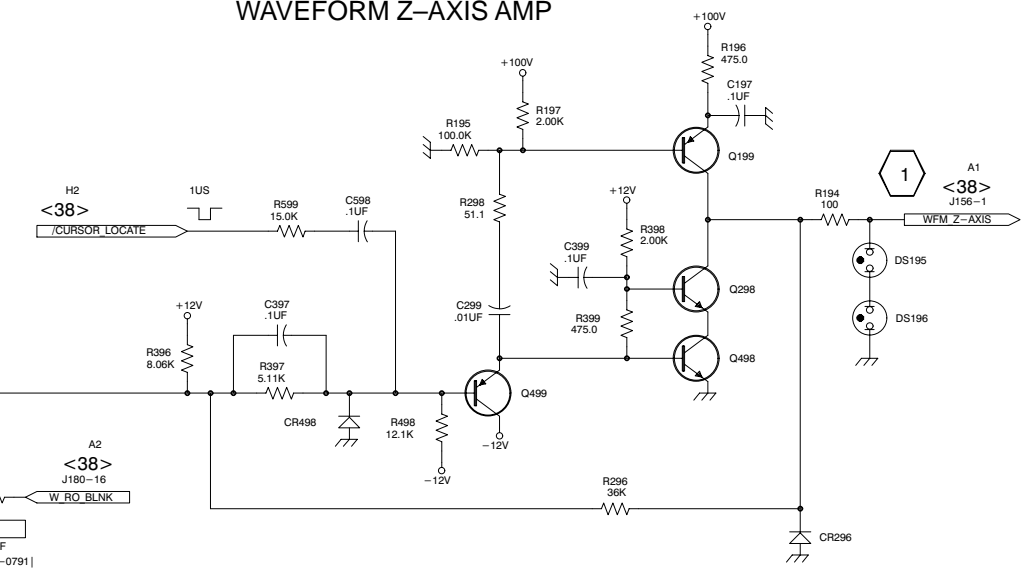 WAVEFORM Z–AXIS AMP
+100V
R196
475.0
C197
.1UF
+100V
R197
2.00K
R195
100.0K
Q199
1
A1
<38>
J156–1
WFM_Z–AXIS
R194
100
H2
<38>
/CURSOR_LOCATE
1US
R599
15.0K
C598
.1UF
R298
51.1
+12V
R398
2.00K
C399
.1UF
DS195
Q298
DS196
+12V
C397
.1UF
C299
.01UF
R399
475.0
Q498
R396
8.06K
R397
5.11K
Q499
CR498
R498
12.1K
–12V
–12V
A2
<38>
J180–16
W_RO_BLNK
R296
36K
CR296
F
–0791|